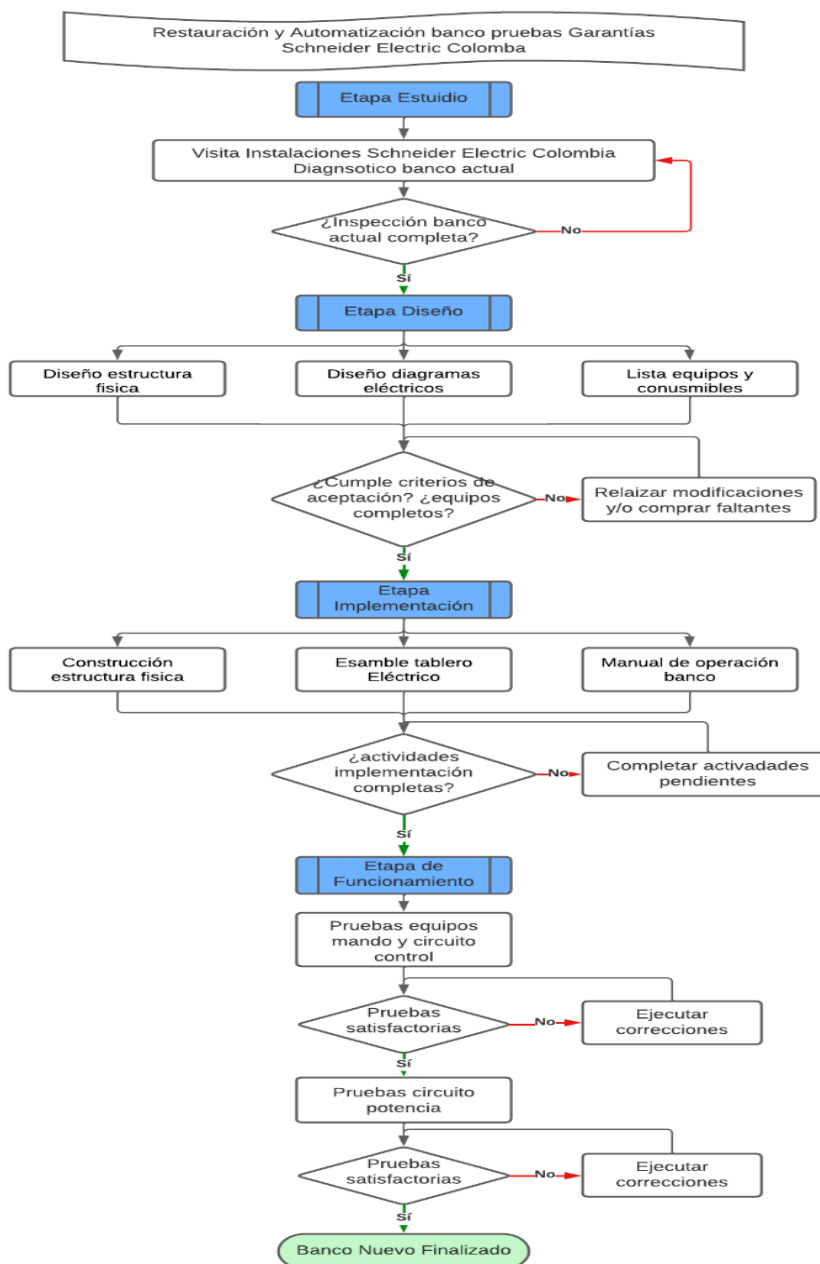 Restauración y Automatización banco pruebas Garantías
Schneider Electric Colomba
Etapa Estuidio
Visita Instalaciones Schneider Electric Colombia
Diagnsotico banco actual
¿Inspección banco
actual completa?
No
Sí
Etapa Diseño
Diseño estructura
fisica
Diseño diagramas
eléctricos
Lista equipos y
conusmibles
¿Cumple criterios de
aceptación? ¿equipos
completos?
No
Relaizar modificaciones
y/o comprar faltantes
Sí
Etapa
Implementación
Construcción
estructura fisica
Esamble tablero
Eléctrico
Manual de operación
banco
¿actividades
implementación
completas?
No
Completar activadades
pendientes
Sí
Etapa de
Funcionamiento
Pruebas equipos
mando y circuito
control
Pruebas
satisfactorias
No
Ejecutar
correcciones
Sí
Pruebas circuito
potencia
Pruebas
satisfactorias
No
Ejecutar
correcciones
Sí
Banco Nuevo Finalizado